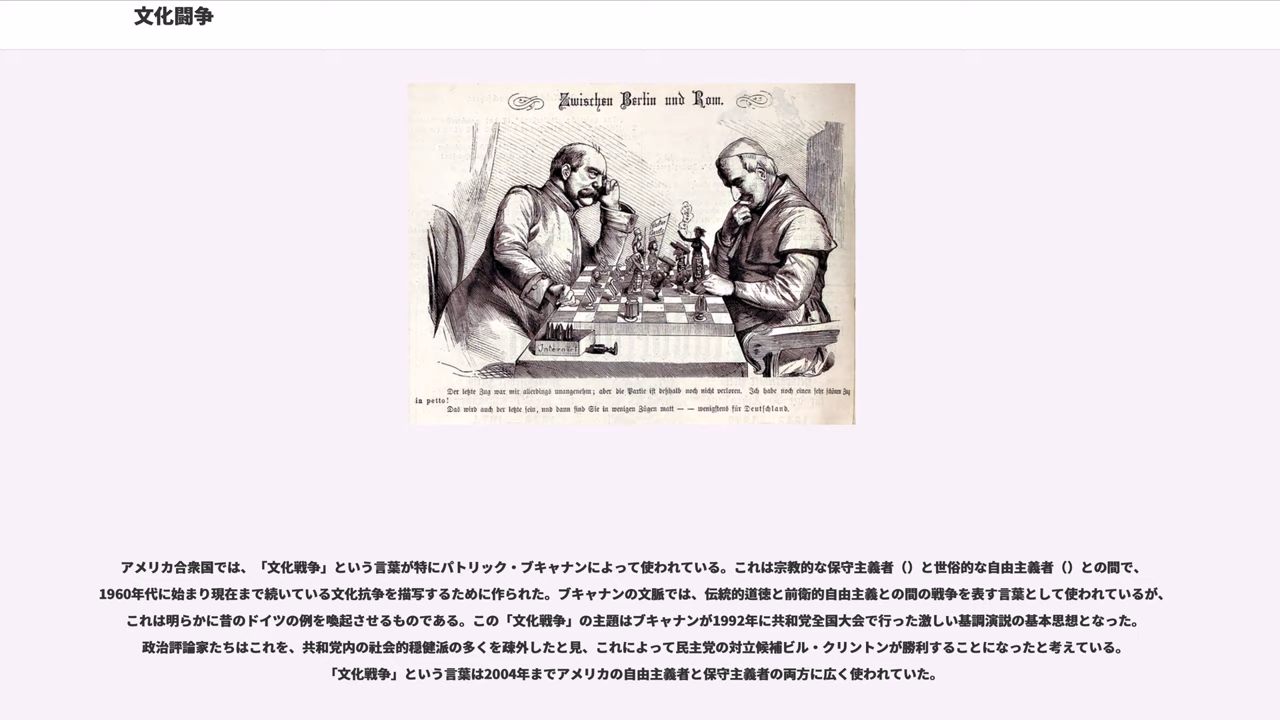 文化闘争
Zwischen Berlin und Rom.
Internirt
Der letzte Zug war mir allerdings unangenehm; aber die Partie ist deßhalb noch nicht verloren. Ich habe noch einen sehr schönen Zug
in petto!
Das wird auch der letzte sein, und dann sind Sie in wenigen Zügen matt — — wenigstens für Deutschland.
アメリカ合衆国では、「文化戦争」という言葉が特にパトリック・ブキャナンによって使われている。これは宗教的な保守主義者（）と世俗的な自由主義者（）との間で、
1960年代に始まり現在まで続いている文化抗争を描写するために作られた。ブキャナンの文脈では、伝統的道徳と前衛的自由主義との間の戦争を表す言葉として使われているが、
これは明らかに昔のドイツの例を喚起させるものである。この「文化戦争」の主題はブキャナンが1992年に共和党全国大会で行った激しい基調演説の基本思想となった。
政治評論家たちはこれを、共和党内の社会的穏健派の多くを疎外したと見、これによって民主党の対立候補ビル・クリントンが勝利することになったと考えている。
「文化戦争」という言葉は2004年までアメリカの自由主義者と保守主義者の両方に広く使われていた。